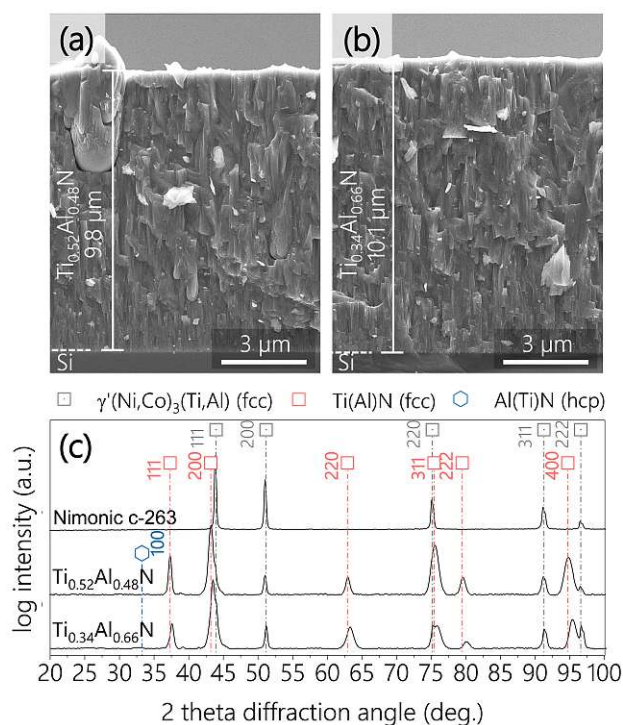 (a)
Ti0.52Al0.48N
9.8 μm
Si
3 μm
(b)
Ti0.34Al0.66N
10.1 μm
Si
3 μm
γ'(Ni,Co)3(Ti,Al) (fcc) Ti(Al)N (fcc) Al(Ti)N (hcp)
(c)
111 200 220 311 222
111 200 220 311 222 400
100
Nimonic c-263
Ti0.52Al0.48N
Ti0.34Al0.66N
log intensity (a.u.)
20 25 30 35 40 45 50 55 60 65 70 75 80 85 90 95 100
2 theta diffraction angle (deg.)